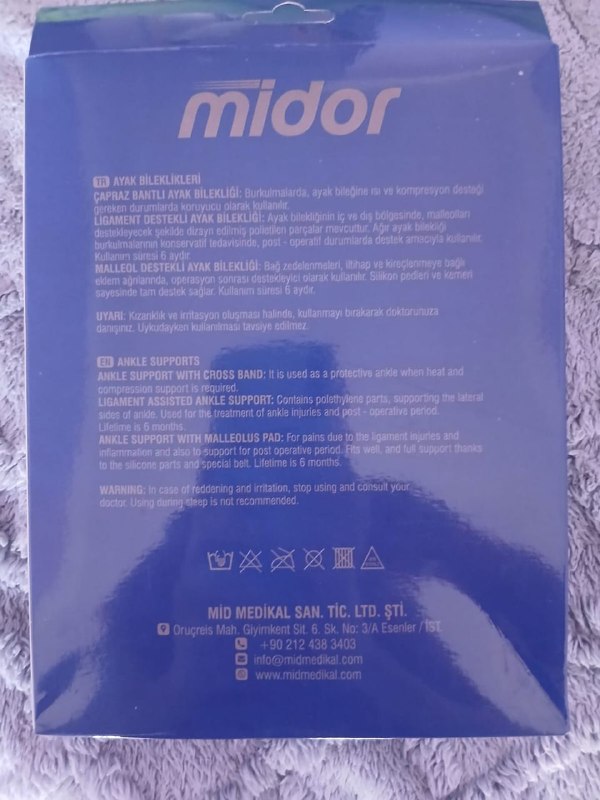 midor
TR AYAK BİLEKLİKLERİ
ÇAPRAZ BANTLI AYAK BİLEKLİĞİ: Burkulmalarda, ayak bileğine ısı ve kompresyon desteği
gereken durumlarda koruyucu olarak kullanılır.
LIGAMENT DESTEKLİ AYAK BİLEKLİĞİ: Ayak bilekliğinin iç ve dış bölgesinde, malleolları
destekleyecek şekilde dizayn edilmiş polietilen parçalar mevcuttur. Ağır ayak bilekliği
burkulmalarının konservatif tedavisinde, post - operatif durumlarda destek amacıyla kullanılır.
Kullanım süresi 6 aydır.
MALLEOL DESTEKLİ AYAK BİLEKLİĞİ: Bağ zedelenmeleri, iltihap ve kireçlenmeye bağlı
eklem ağrılarında, operasyon sonrası destekleyici olarak kullanılır. Silikon pedleri ve kemeri
sayesinde tam destek sağlar. Kullanım süresi 6 aydır.
UYARI: Kızarıklık ve irritasyon oluşması halinde, kullanmayı bırakarak doktorunuza
danışınız. Uykudayken kullanılması tavsiye edilmez.
EN ANKLE SUPPORTS
ANKLE SUPPORT WITH CROSS BAND: It is used as a protective ankle when heat and
compression support is required.
LIGAMENT ASSISTED ANKLE SUPPORT: Contains polethylene parts, supporting the lateral
sides of ankle. Used for the treatment of ankle injuries and post - operative period.
Lifetime is 6 months.
ANKLE SUPPORT WITH MALLEOLUS PAD: For pains due to the ligament injuries and
inflammation and also to support for post operative period. Fits well, and full support thanks
to the silicone parts and special belt. Lifetime is 6 months.
WARNING: In case of reddening and irritation, stop using and consult your
doctor. Using during sleep is not recommended.
MİD MEDİKAL SAN. TİC. LTD. ŞTİ.
Oruçreis Mah. Giyimkent Sit. 6. Sk. No: 3/A Esenler / İST.
+90 212 438 3403
info@midmedikal.com
www.midmedikal.com